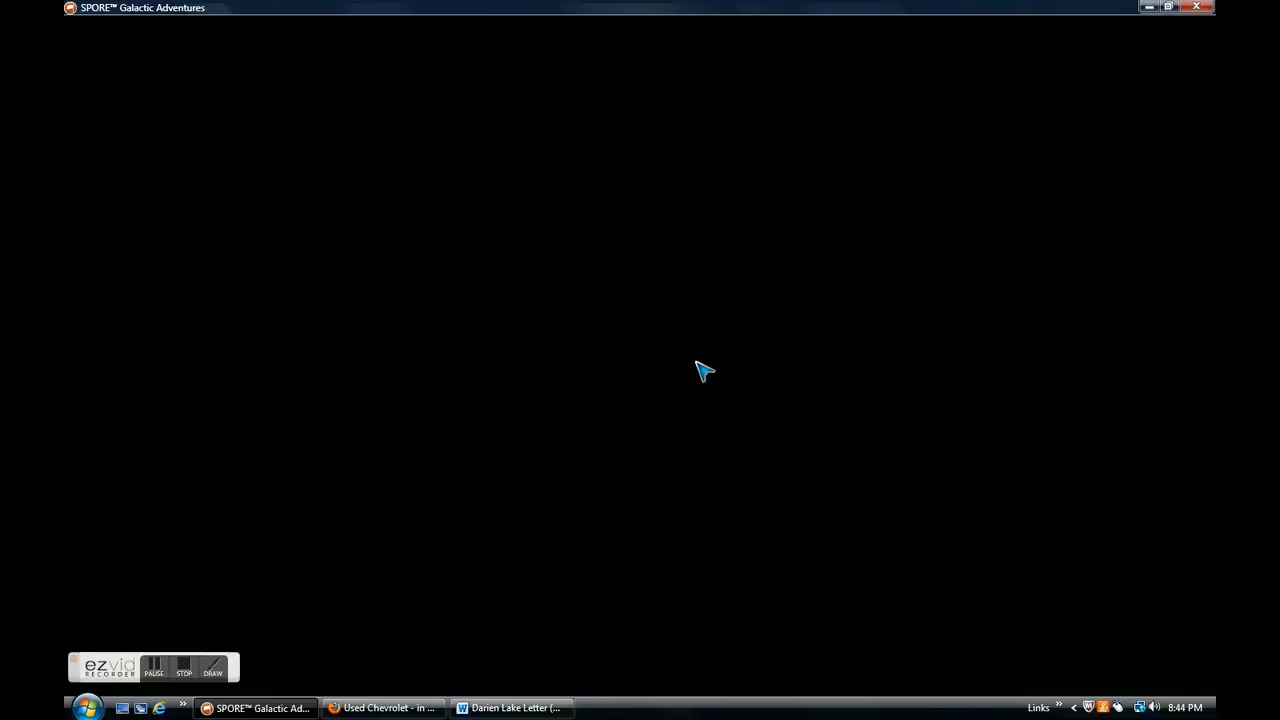 SPORE™ Galactic Adventures
ezvid
RECORDER
PAUSE
STOP
DRAW
SPORE™ Galactic Ad...
Used Chevrolet - in ...
Darien Lake Letter (...
Links
8:44 PM